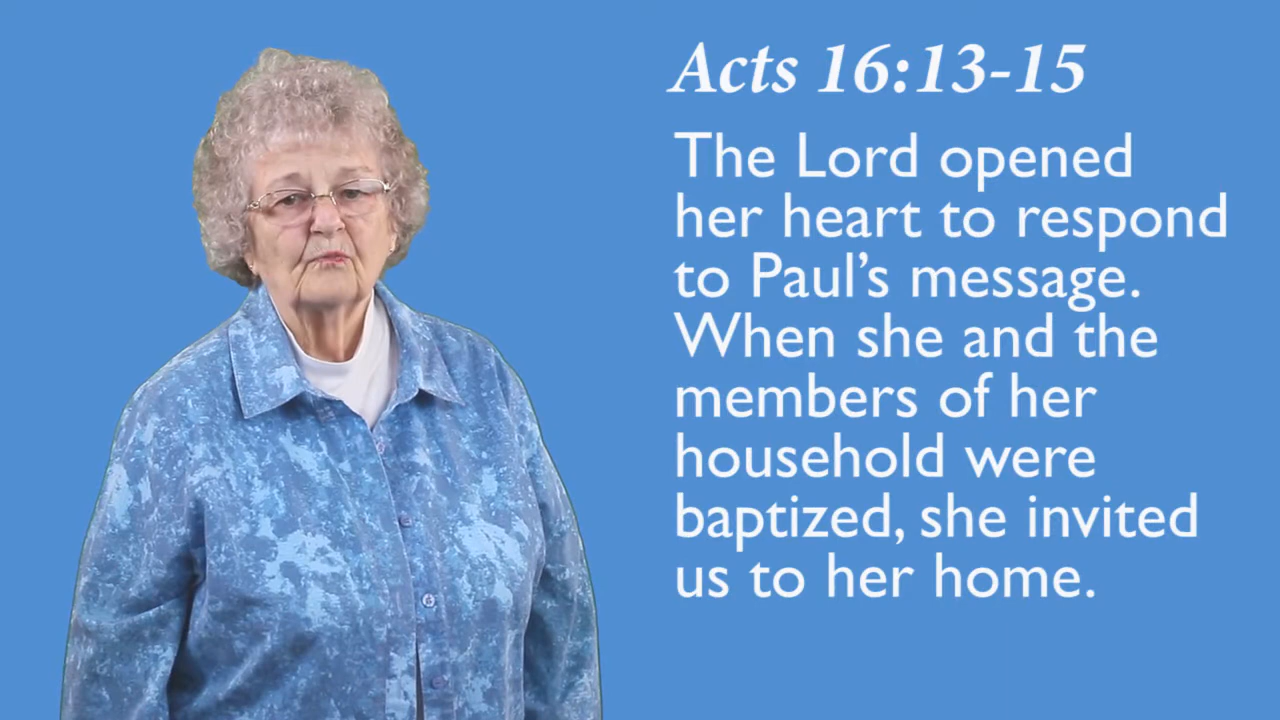 Acts 16:13-15
The Lord opened
her heart to respond
to Paul’s message.
When she and the
members of her
household were
baptized, she invited
us to her home.